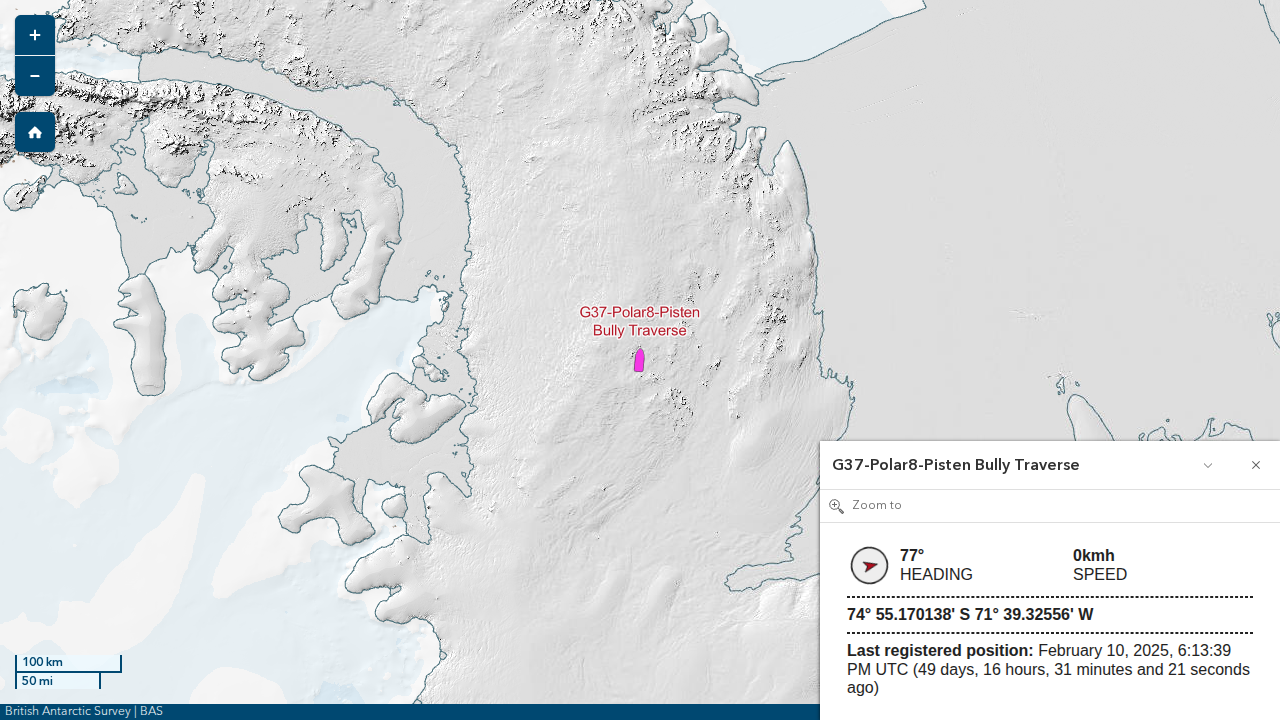 +
−
G37-Polar8-Pisten
Bully Traverse
G37-Polar8-Pisten Bully Traverse
Zoom to
77°
HEADING
0kmh
SPEED
74° 55.170138' S 71° 39.32556' W
Last registered position: February 10, 2025, 6:13:39
PM UTC (49 days, 16 hours, 31 minutes and 21 seconds
ago)
100 km
50 mi
British Antarctic Survey | BAS